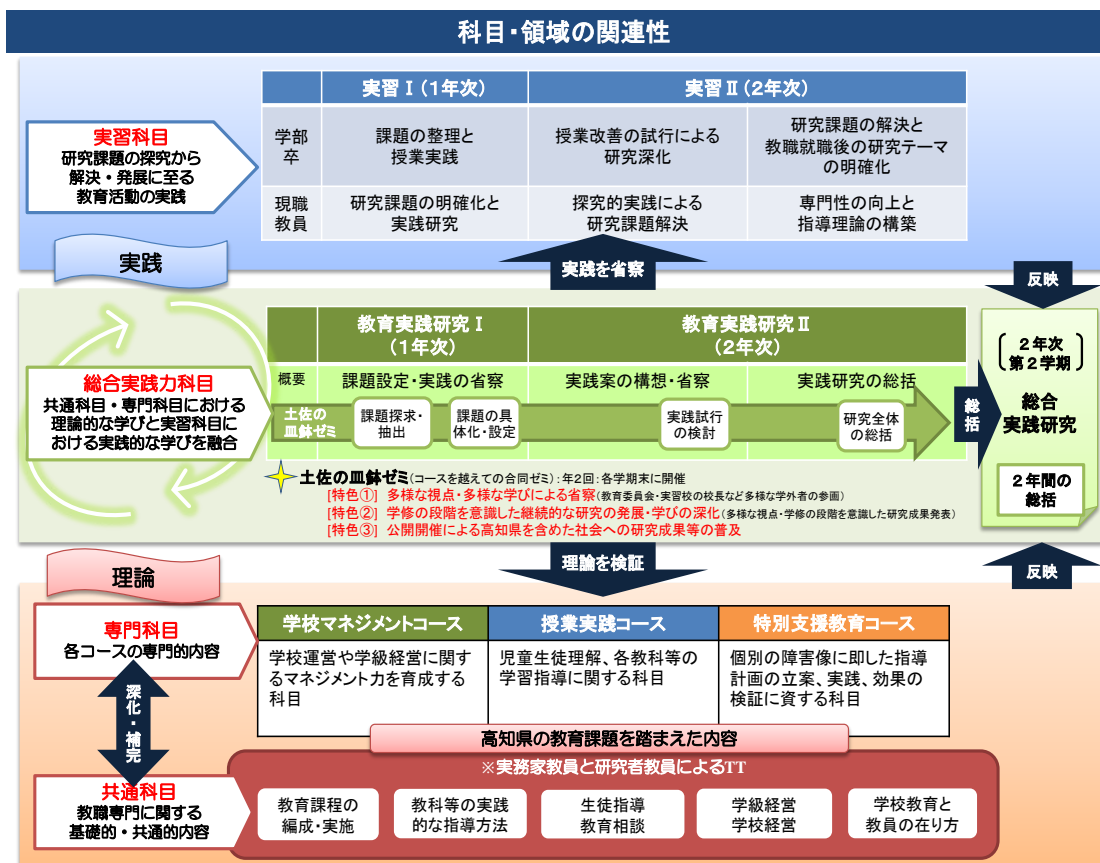 科目・領域の関連性
実習Ⅰ(1年次)
実習Ⅱ(2年次)
実習科目
研究課題の探究から
解決・発展に至る
教育活動の実践
学部
卒
課題の整理と
授業実践
授業改善の試行による
研究深化
研究課題の解決と
教職就職後の研究テーマ
の明確化
現職
教員
研究課題の明確化と
実践研究
探究的実践による
研究課題解決
専門性の向上と
指導理論の構築
実践
実践を省察
反映
教育実践研究Ⅰ
(1年次)
教育実践研究Ⅱ
(2年次)
総合実践力科目
共通科目・専門科目における
理論的な学びと実習科目に
おける実践的な学びを融合
概要
課題設定・実践の省察
実践案の構想・省察
実践研究の総括
土佐の
皿鉢ゼミ
課題探求・
抽出
課題の具
体化・設定
実践試行
の検討
研究全体
の総括
総括
2年次
第2学期
総合
実践研究
2年間の
総括
土佐の皿鉢ゼミ(コースを越えての合同ゼミ):年2回:各学期末に開催
[特色①] 多様な視点・多様な学びによる省察(教育委員会・実習校の校長など多様な学外者の参画)
[特色②] 学修の段階を意識した継続的な研究の発展・学びの深化(多様な視点・学修の段階を意識した研究成果発表)
[特色③] 公開開催による高知県を含めた社会への研究成果等の普及
理論を検証
反映
理論
専門科目
各コースの専門的内容
学校マネジメントコース
授業実践コース
特別支援教育コース
学校運営や学級経営に関す
るマネジメント力を育成する
科目
児童生徒理解、各教科等の
学習指導に関する科目
個別の障害像に即した指導
計画の立案、実践、効果の
検証に資する科目
深化・補完
高知県の教育課題を踏まえた内容
※実務家教員と研究者教員によるTT
共通科目
教職専門に関する
基礎的・共通的内容
教育課程の
編成・実施
教科等の実践
的な指導方法
生徒指導
教育相談
学級経営
学校経営
学校教育と
教員の在り方